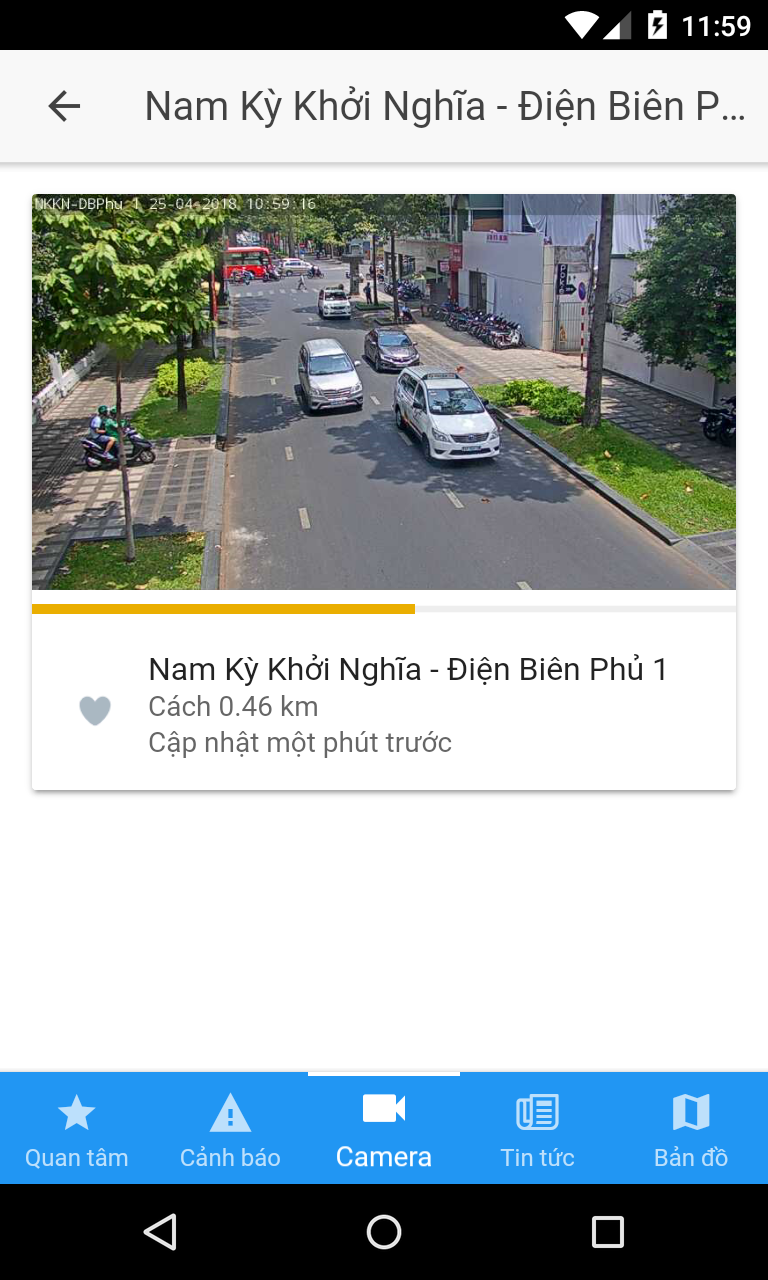 11:59
Nam Kỳ Khởi Nghĩa - Điện Biên P...
NKKN-DBPhu 1 25-04-2018 10:59:16
Nam Kỳ Khởi Nghĩa - Điện Biên Phủ 1
Cách 0.46 km
Cập nhật một phút trước
Quan tâm
Cảnh báo
Camera
Tin tức
Bản đồ